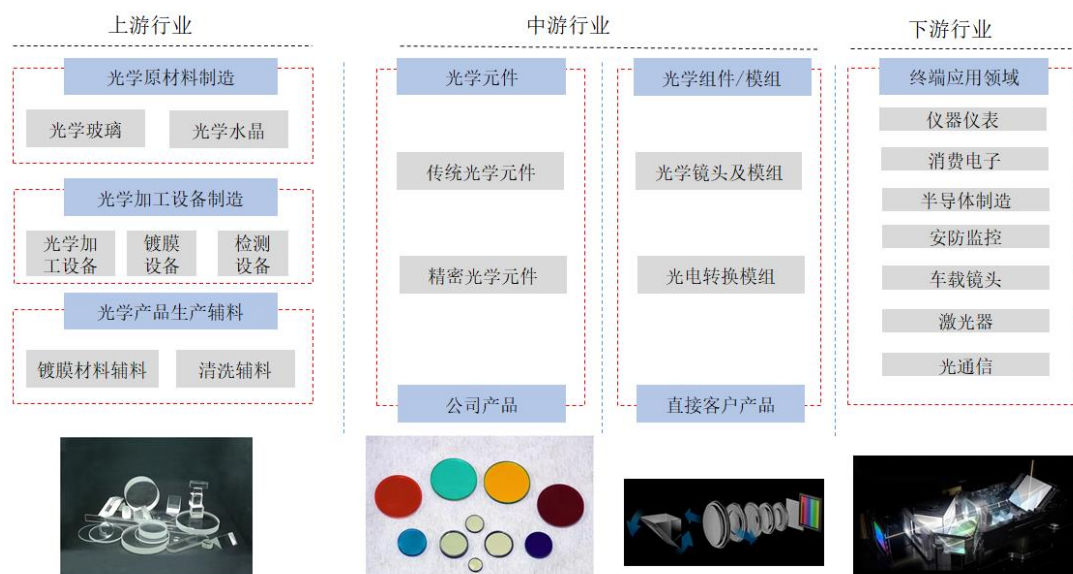 上游行业
中游行业
下游行业
光学原材料制造
光学玻璃
光学水晶
光学加工设备制造
光学加
工设备
镀膜
设备
检测
设备
光学产品生产辅料
镀膜材料辅料
清洗辅料
光学元件
传统光学元件
精密光学元件
公司产品
光学组件/模组
光学镜头及模组
光电转换模组
直接客户产品
终端应用领域
仪器仪表
消费电子
半导体制造
安防监控
车载镜头
激光器
光通信